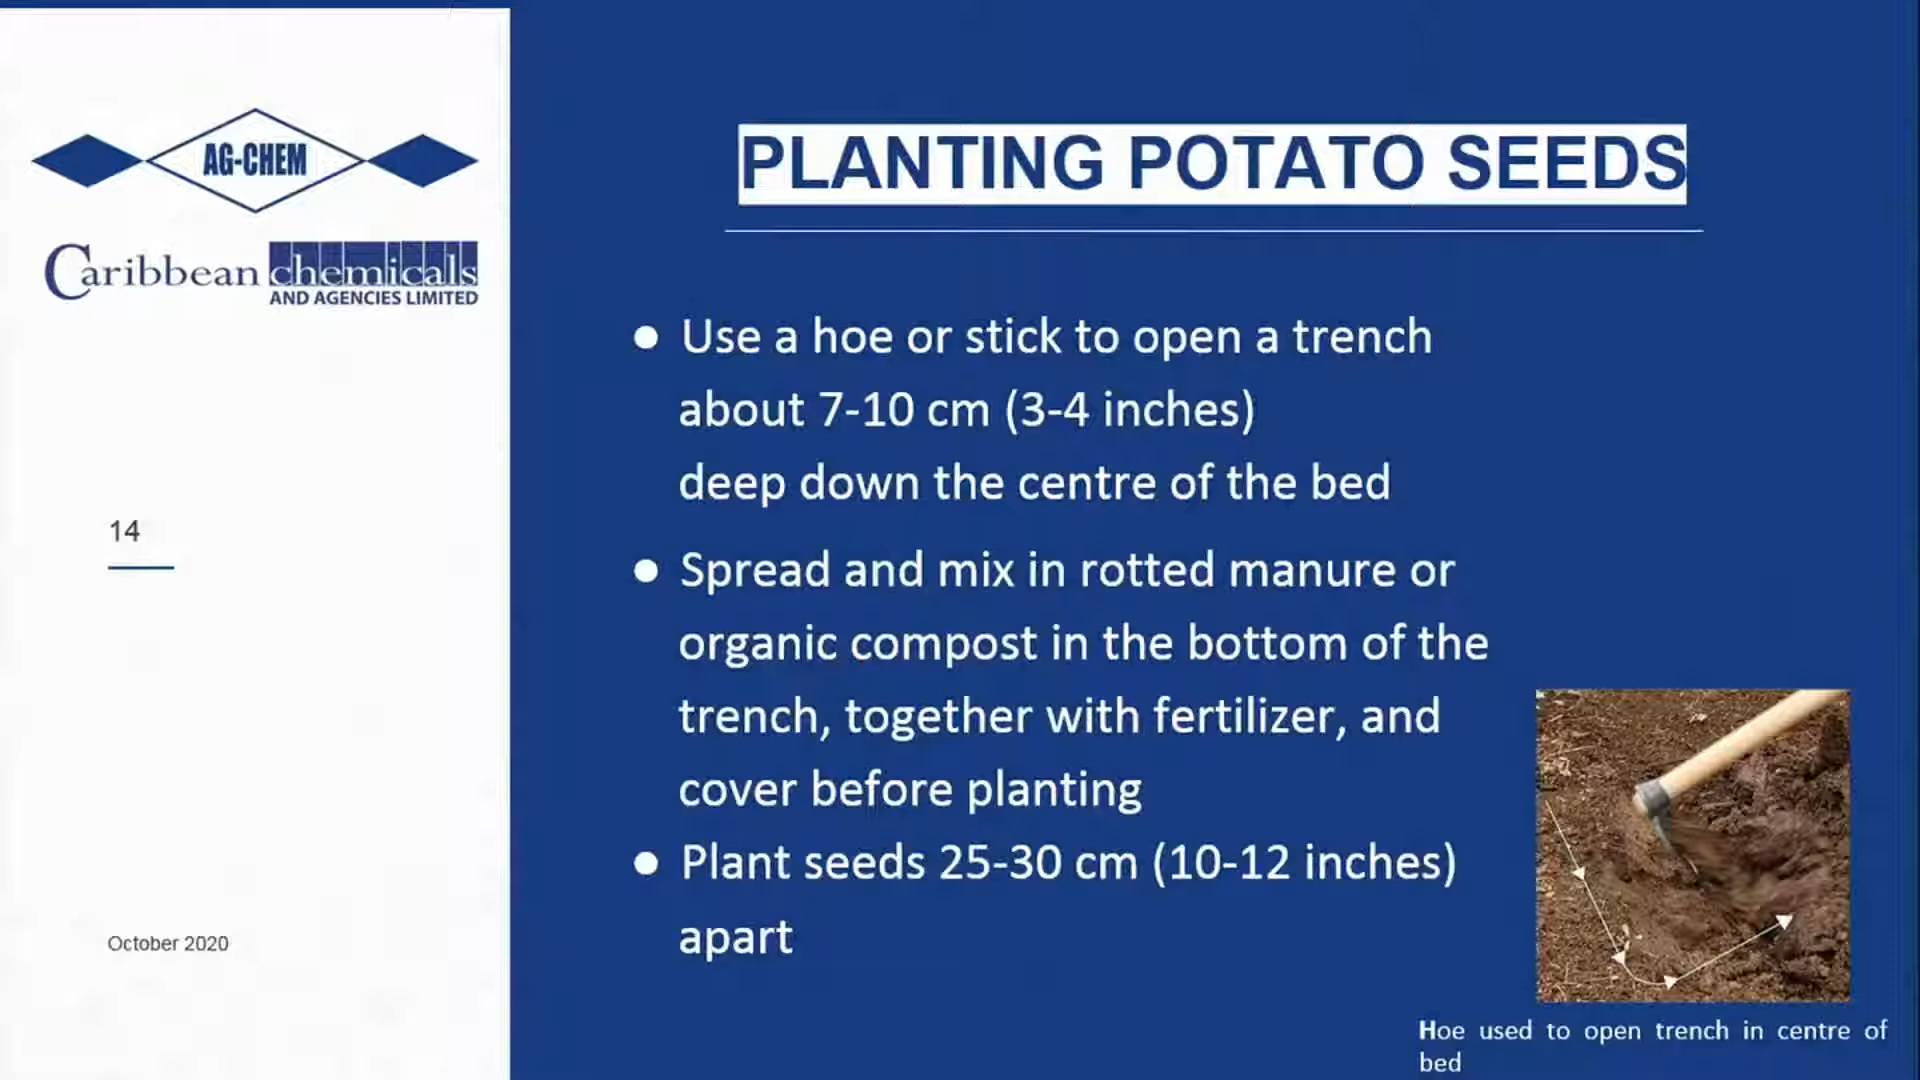 AG-CHEM
Caribbean chemicals
AND AGENCIES LIMITED
14
October 2020
PLANTING POTATO SEEDS
● Use a hoe or stick to open a trench
about 7-10 cm (3-4 inches)
deep down the centre of the bed
● Spread and mix in rotted manure or
organic compost in the bottom of the
trench, together with fertilizer, and
cover before planting
● Plant seeds 25-30 cm (10-12 inches)
apart
Hoe used to open trench in centre of
bed